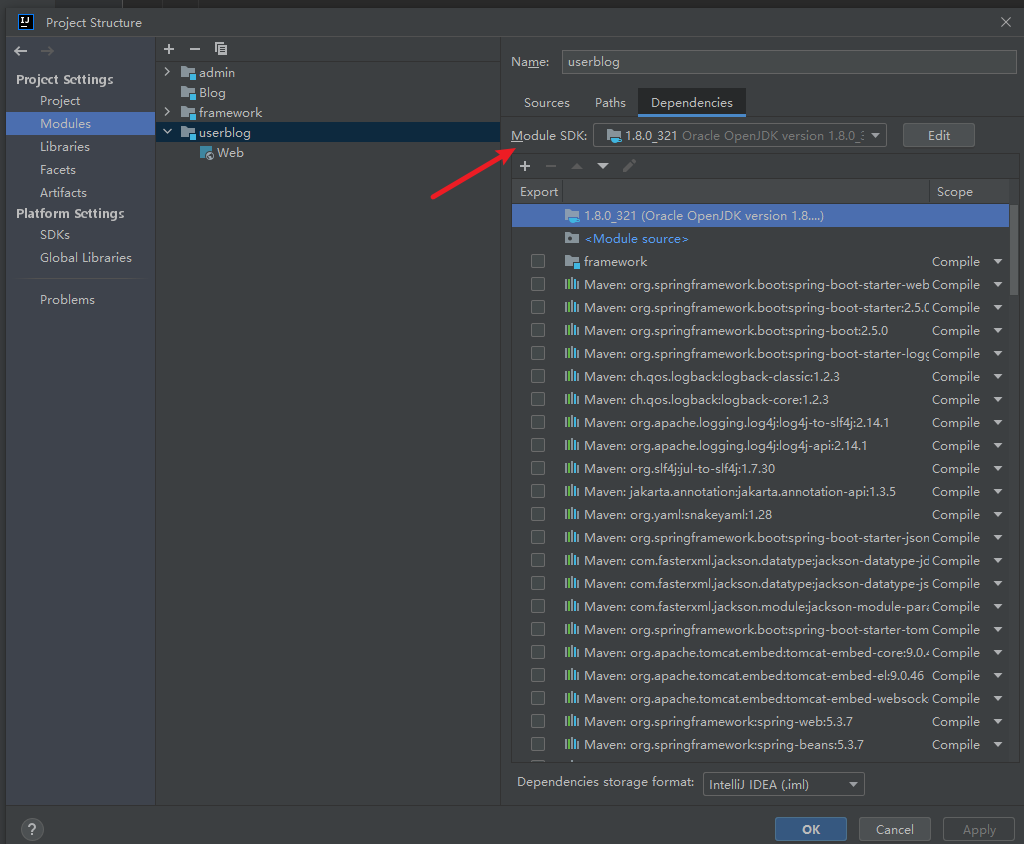 Project Structure
Project Settings
Project
Modules
Libraries
Facets
Artifacts
Platform Settings
SDKs
Global Libraries
Problems
admin
Blog
framework
userblog
Web
Name: userblog
Sources Paths Dependencies
Module SDK: 1.8.0_321 Oracle OpenJDK version 1.8.0_3 Edit
Export Scope
1.8.0_321 (Oracle OpenJDK version 1.8....)
<Module source>
framework Compile
Maven: org.springframework.boot:spring-boot-starter-web Compile
Maven: org.springframework.boot:spring-boot-starter:2.5.0 Compile
Maven: org.springframework.boot:spring-boot:2.5.0 Compile
Maven: org.springframework.boot:spring-boot-starter-logg Compile
Maven: ch.qos.logback:logback-classic:1.2.3 Compile
Maven: ch.qos.logback:logback-core:1.2.3 Compile
Maven: org.apache.logging.log4j:log4j-to-slf4j:2.14.1 Compile
Maven: org.apache.logging.log4j:log4j-api:2.14.1 Compile
Maven: org.slf4j:jul-to-slf4j:1.7.30 Compile
Maven: jakarta.annotation:jakarta.annotation-api:1.3.5 Compile
Maven: org.yaml:snakeyaml:1.28 Compile
Maven: org.springframework.boot:spring-boot-starter-json Compile
Maven: com.fasterxml.jackson.datatype:jackson-datatype-jd Compile
Maven: com.fasterxml.jackson.datatype:jackson-datatype-js Compile
Maven: com.fasterxml.jackson.module:jackson-module-para Compile
Maven: org.springframework.boot:spring-boot-starter-tom Compile
Maven: org.apache.tomcat.embed:tomcat-embed-core:9.0.4 Compile
Maven: org.apache.tomcat.embed:tomcat-embed-el:9.0.46 Compile
Maven: org.apache.tomcat.embed:tomcat-embed-websock Compile
Maven: org.springframework:spring-web:5.3.7 Compile
Maven: org.springframework:spring-beans:5.3.7 Compile
Dependencies storage format: IntelliJ IDEA (.iml)
? OK Cancel Apply